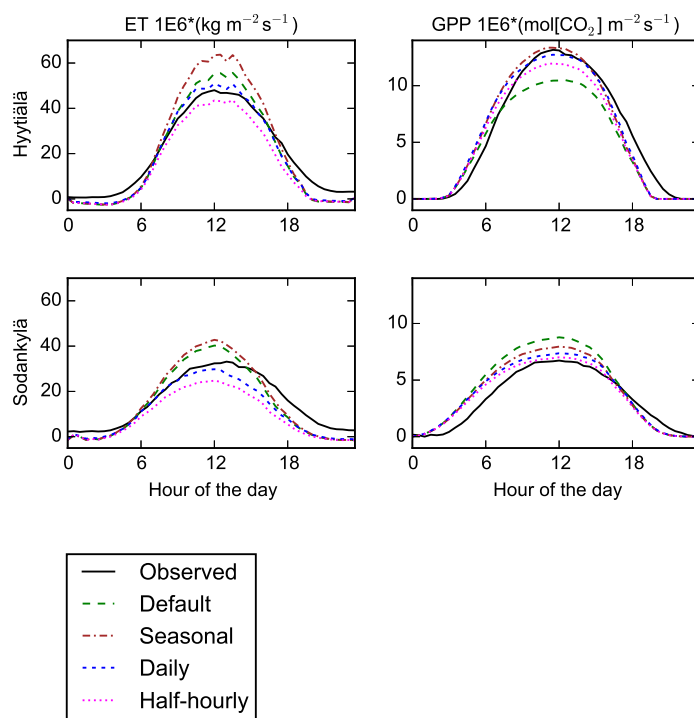 ET 1E6*(kg m−2 s−1)
GPP 1E6*(mol[CO2] m−2 s−1)
Hyytiälä
60
40
20
0
0 6 12 18
10
5
0
0 6 12 18
Sodankylä
60
40
20
0
0 6 12 18
Hour of the day
10
5
0
0 6 12 18
Hour of the day
Observed
Default
Seasonal
Daily
Half-hourly